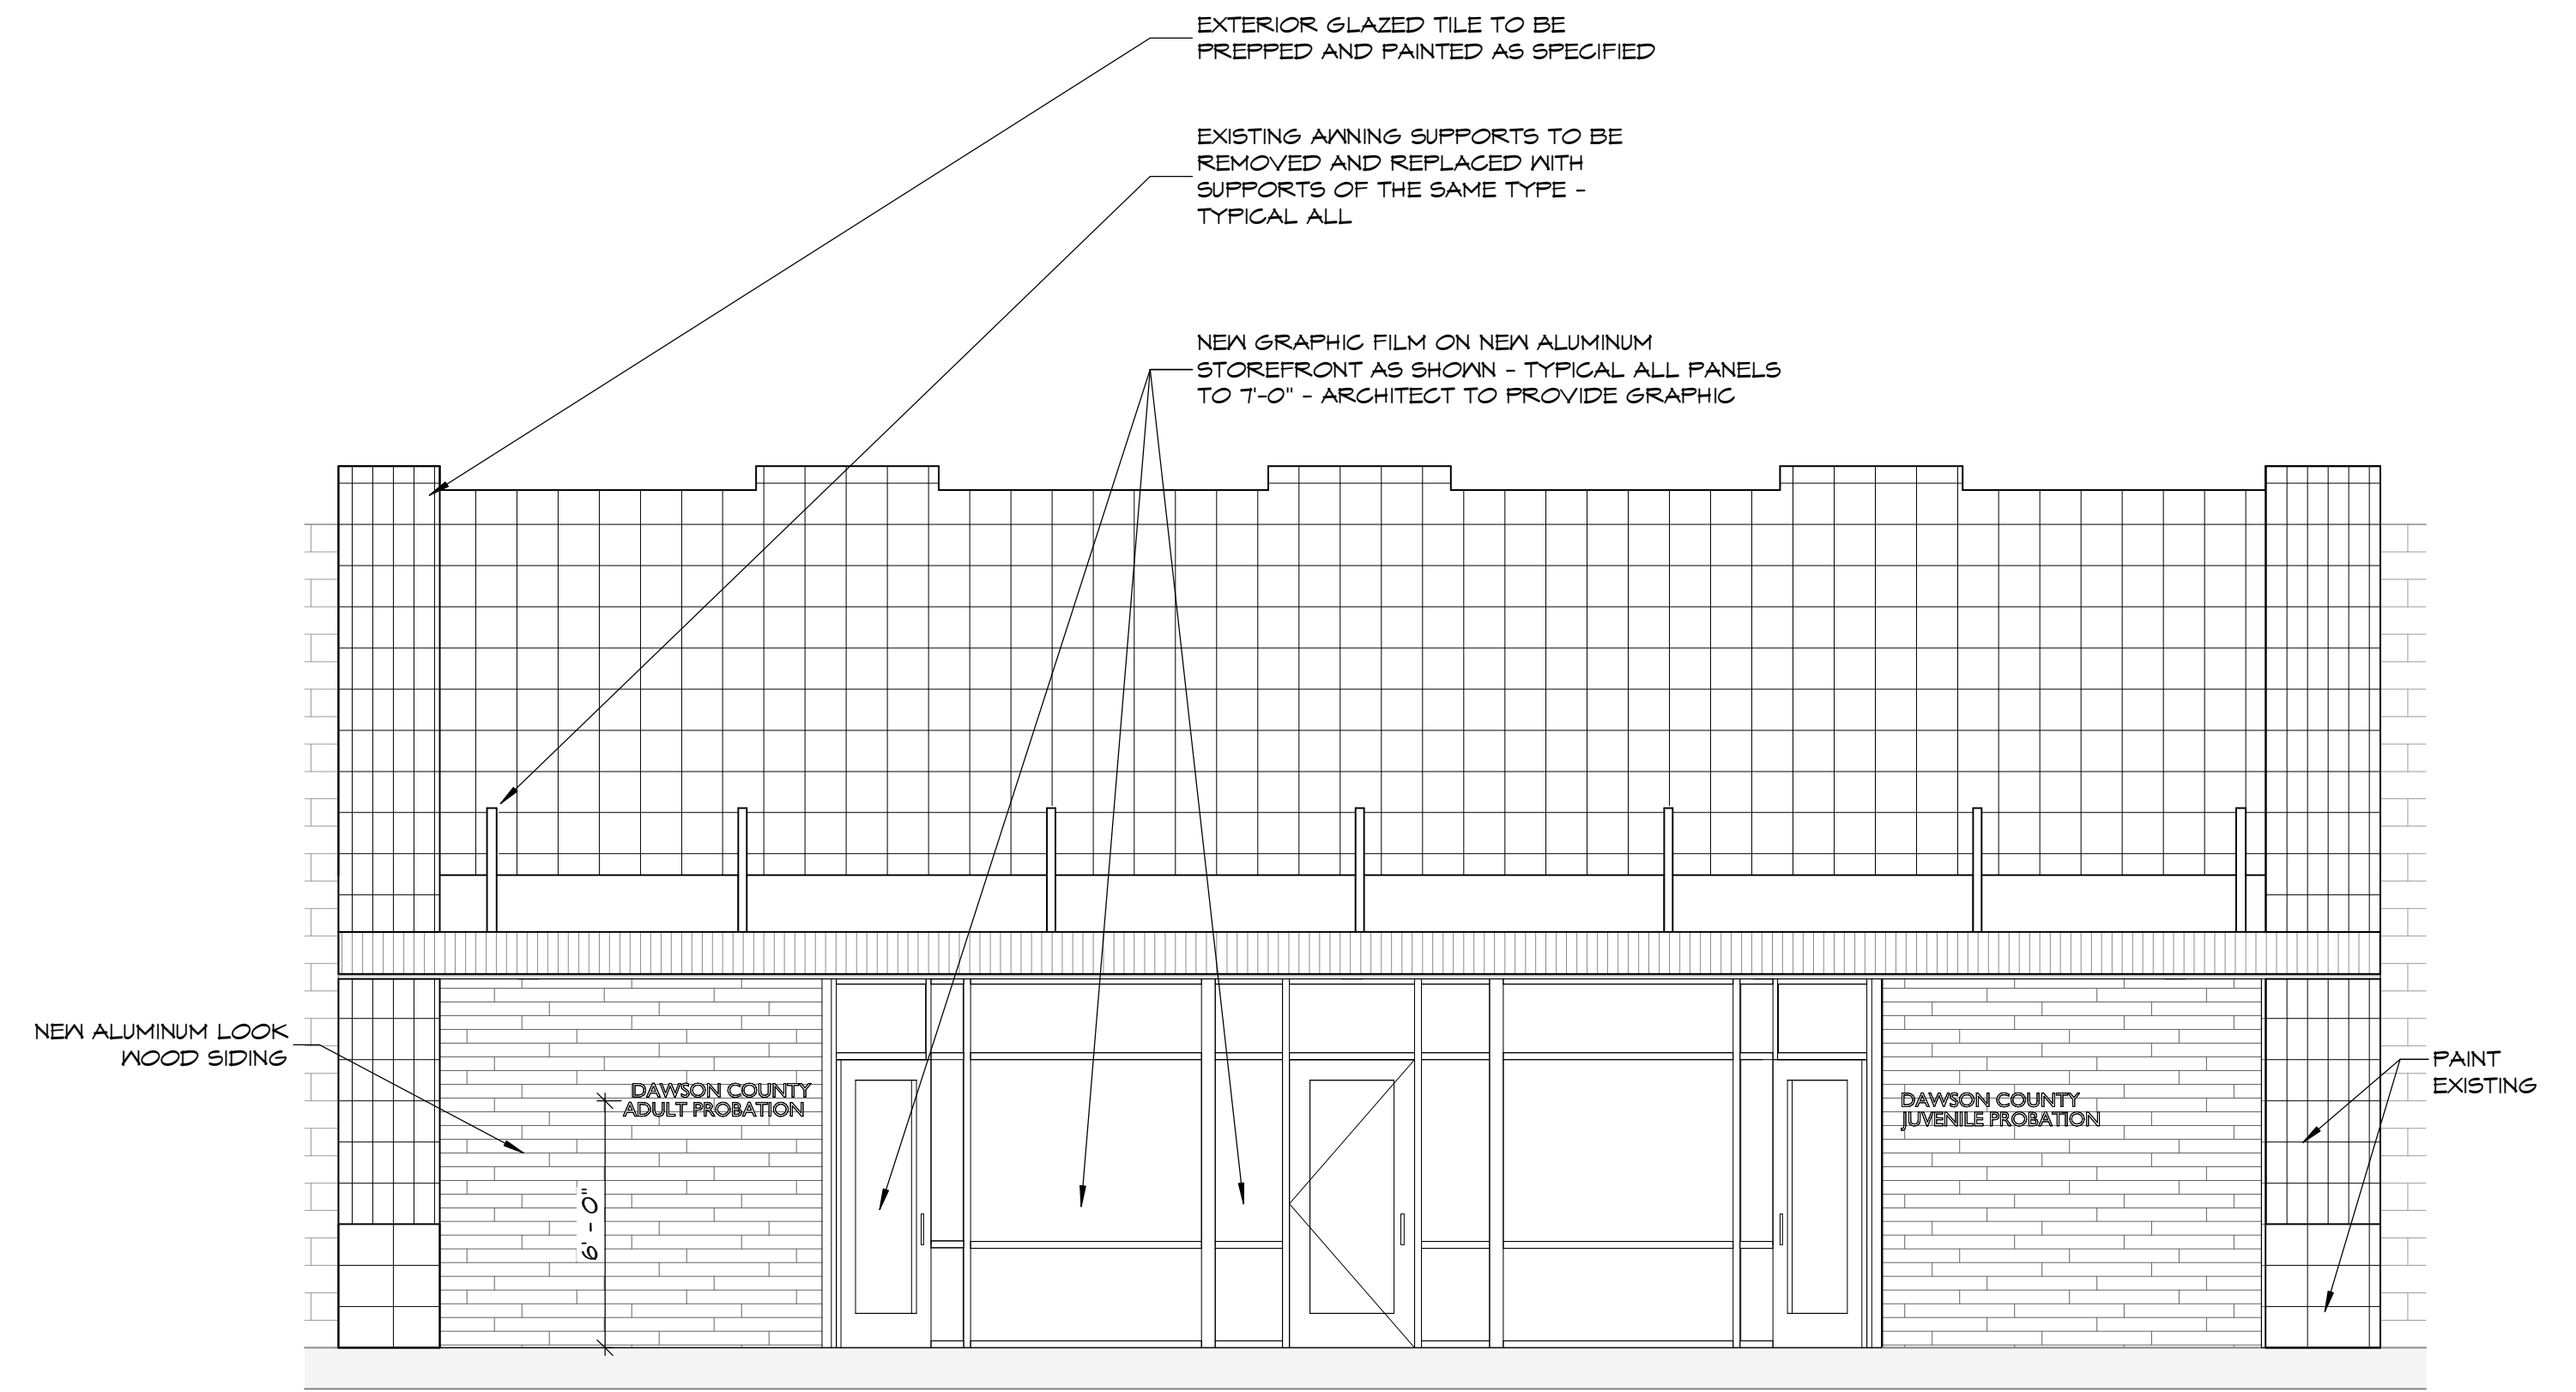 EXTERIOR GLAZED TILE TO BE
PREPPED AND PAINTED AS SPECIFIED
EXISTING AWNING SUPPORTS TO BE
REMOVED AND REPLACED WITH
SUPPORTS OF THE SAME TYPE -
TYPICAL ALL
NEW GRAPHIC FILM ON NEW ALUMINUM
STOREFRONT AS SHOWN - TYPICAL ALL PANELS
TO 7'-0" - ARCHITECT TO PROVIDE GRAPHIC
NEW ALUMINUM LOOK
WOOD SIDING
DAWSON COUNTY
ADULT PROBATION
6' - 0"
DAWSON COUNTY
JUVENILE PROBATION
PAINT
EXISTING